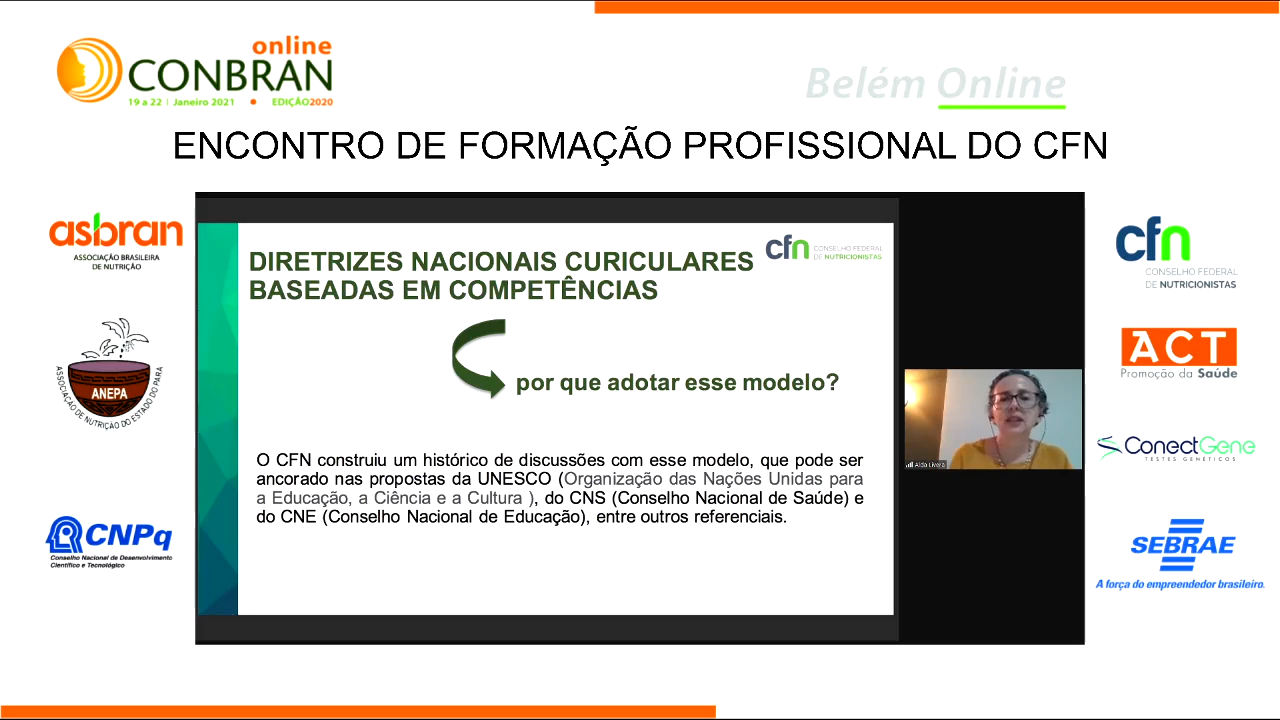 online
CONBRAN
19 a 22 | Janeiro 2021 • EDIÇÃO2020
Belém Online
ENCONTRO DE FORMAÇÃO PROFISSIONAL DO CFN
asbran
ASSOCIAÇÃO BRASILEIRA
DE NUTRIÇÃO
ANEPA
ASSOCIAÇÃO DE NUTRIÇÃO DO ESTADO DO PARÁ
CNPq
Conselho Nacional de Desenvolvimento
Científico e Tecnológico
DIRETRIZES NACIONAIS CURICULARES
BASEADAS EM COMPETÊNCIAS
cfn
CONSELHO FEDERAL
DE NUTRICIONISTAS
por que adotar esse modelo?
O CFN construiu um histórico de discussões com esse modelo, que pode ser
ancorado nas propostas da UNESCO (Organização das Nações Unidas para
a Educação, a Ciência e a Cultura ), do CNS (Conselho Nacional de Saúde) e
do CNE (Conselho Nacional de Educação), entre outros referenciais.
Alda Livera
cfn
CONSELHO FEDERAL
DE NUTRICIONISTAS
ACT
Promoção da Saúde
ConectGene
TESTES GENÉTICOS
SEBRAE
A força do empreendedor brasileiro.